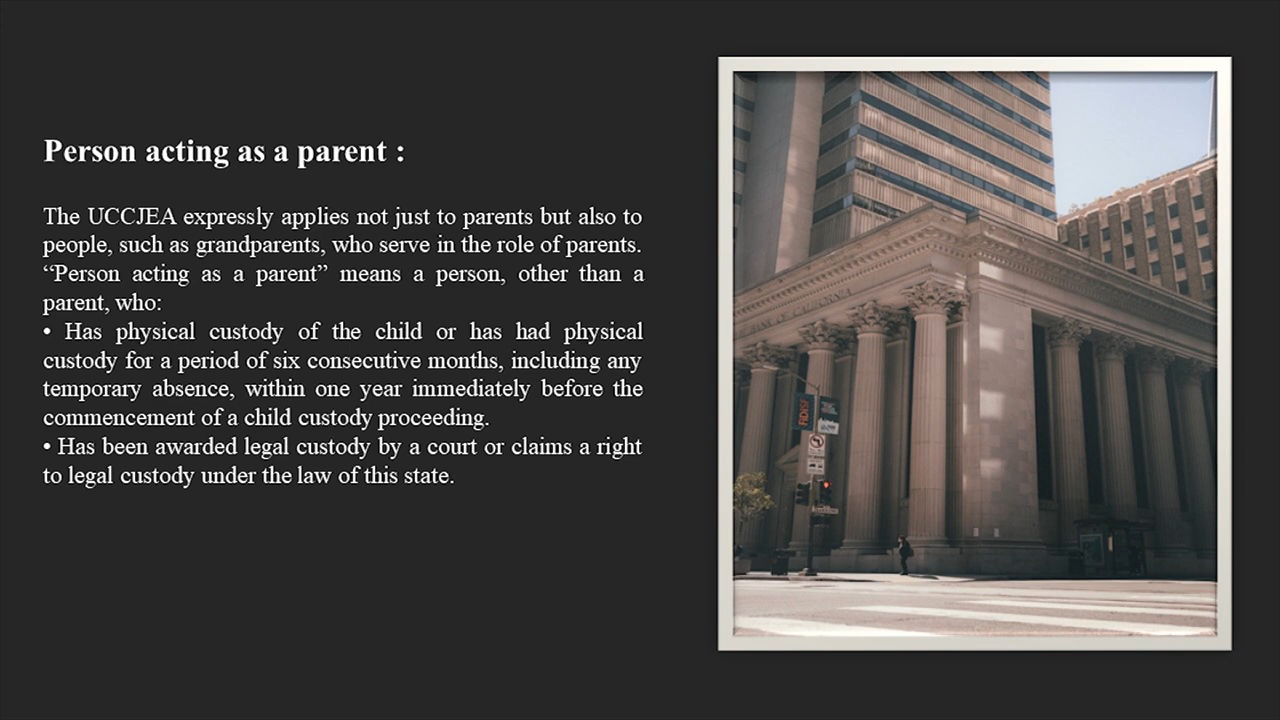 Person acting as a parent :
The UCCJEA expressly applies not just to parents but also to
people, such as grandparents, who serve in the role of parents.
“Person acting as a parent” means a person, other than a
parent, who:
• Has physical custody of the child or has had physical
custody for a period of six consecutive months, including any
temporary absence, within one year immediately before the
commencement of a child custody proceeding.
• Has been awarded legal custody by a court or claims a right
to legal custody under the law of this state.
BANK OF CALIFORNIA
FiDiSF